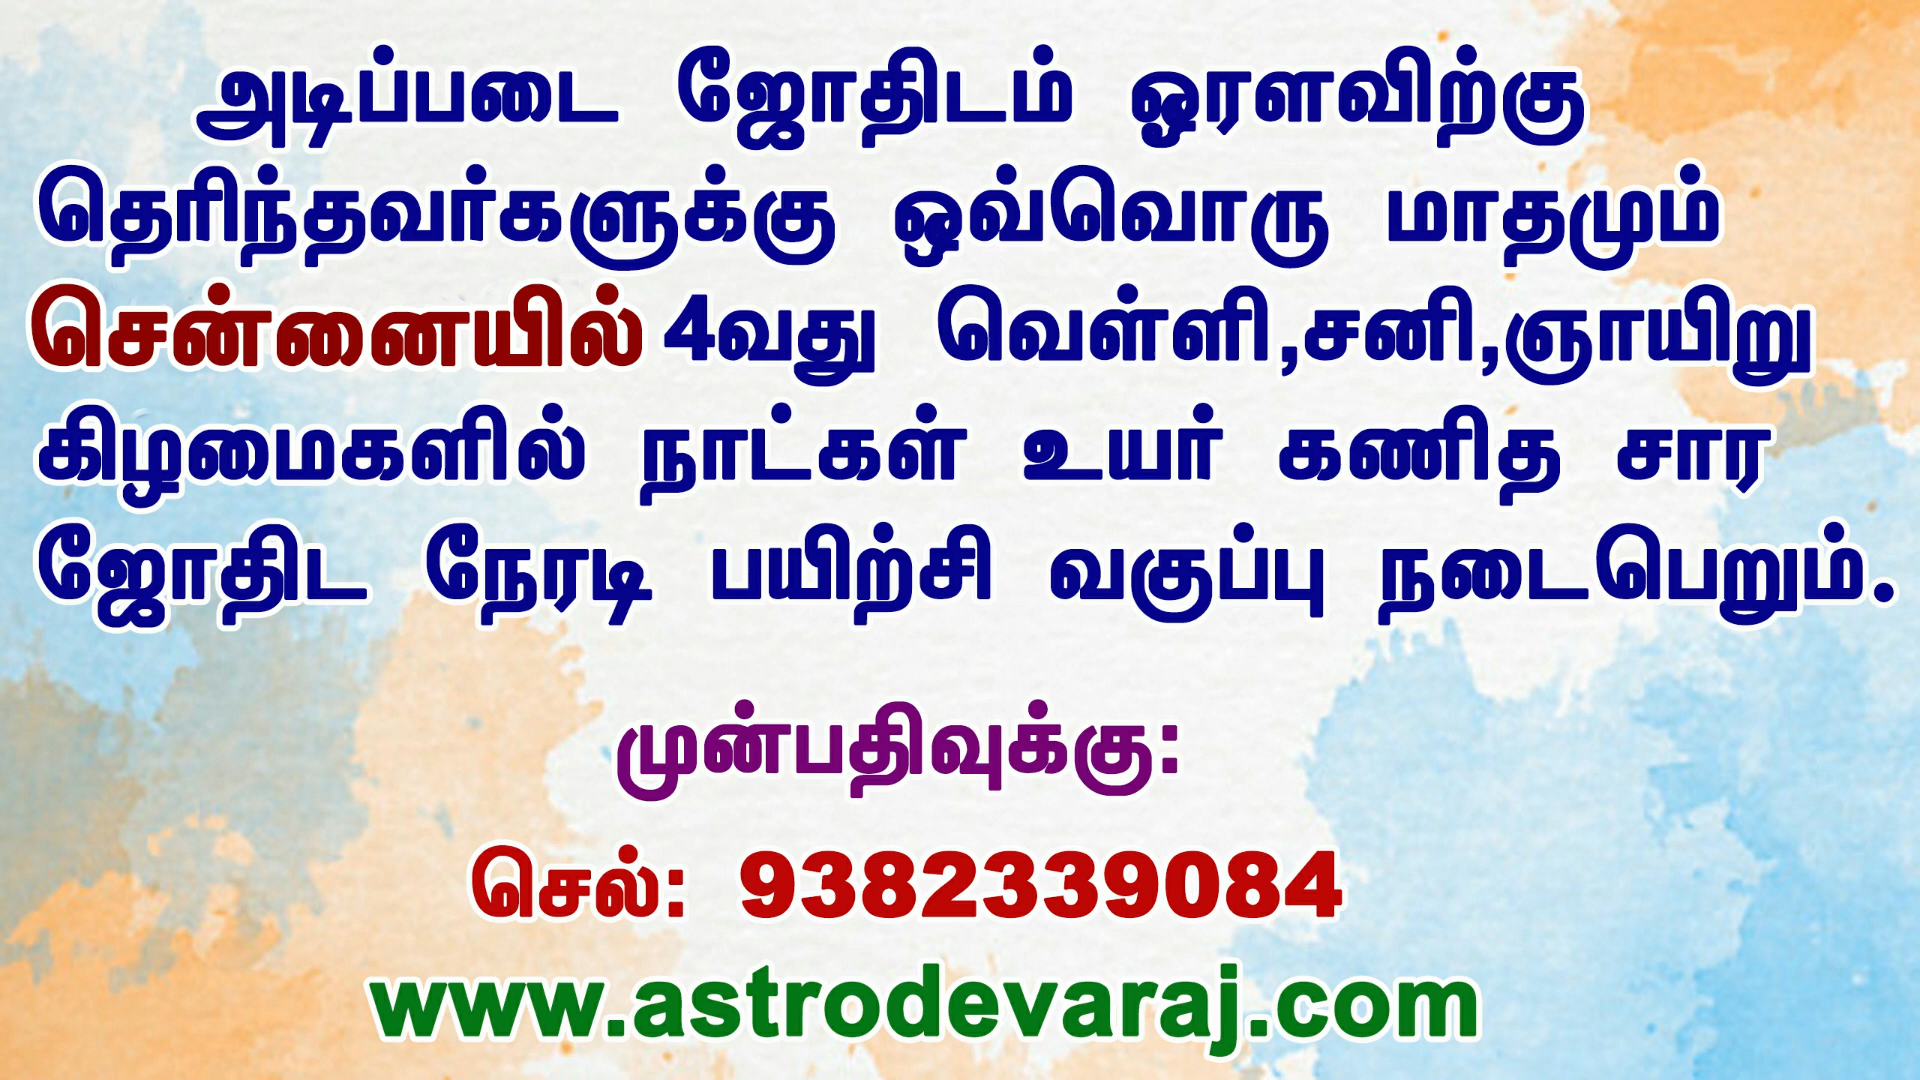 அடிப்படை ஜோதிடம் ஓரளவிற்கு
தெரிந்தவர்களுக்கு ஒவ்வொரு மாதமும்
சென்னையில் 4வது வெள்ளி,சனி,ஞாயிறு
கிழமைகளில் நாட்கள் உயர் கணித சார
ஜோதிட நேரடி பயிற்சி வகுப்பு நடைபெறும்.
முன்பதிவுக்கு:
செல்: 9382339084
www.astrodevaraj.com